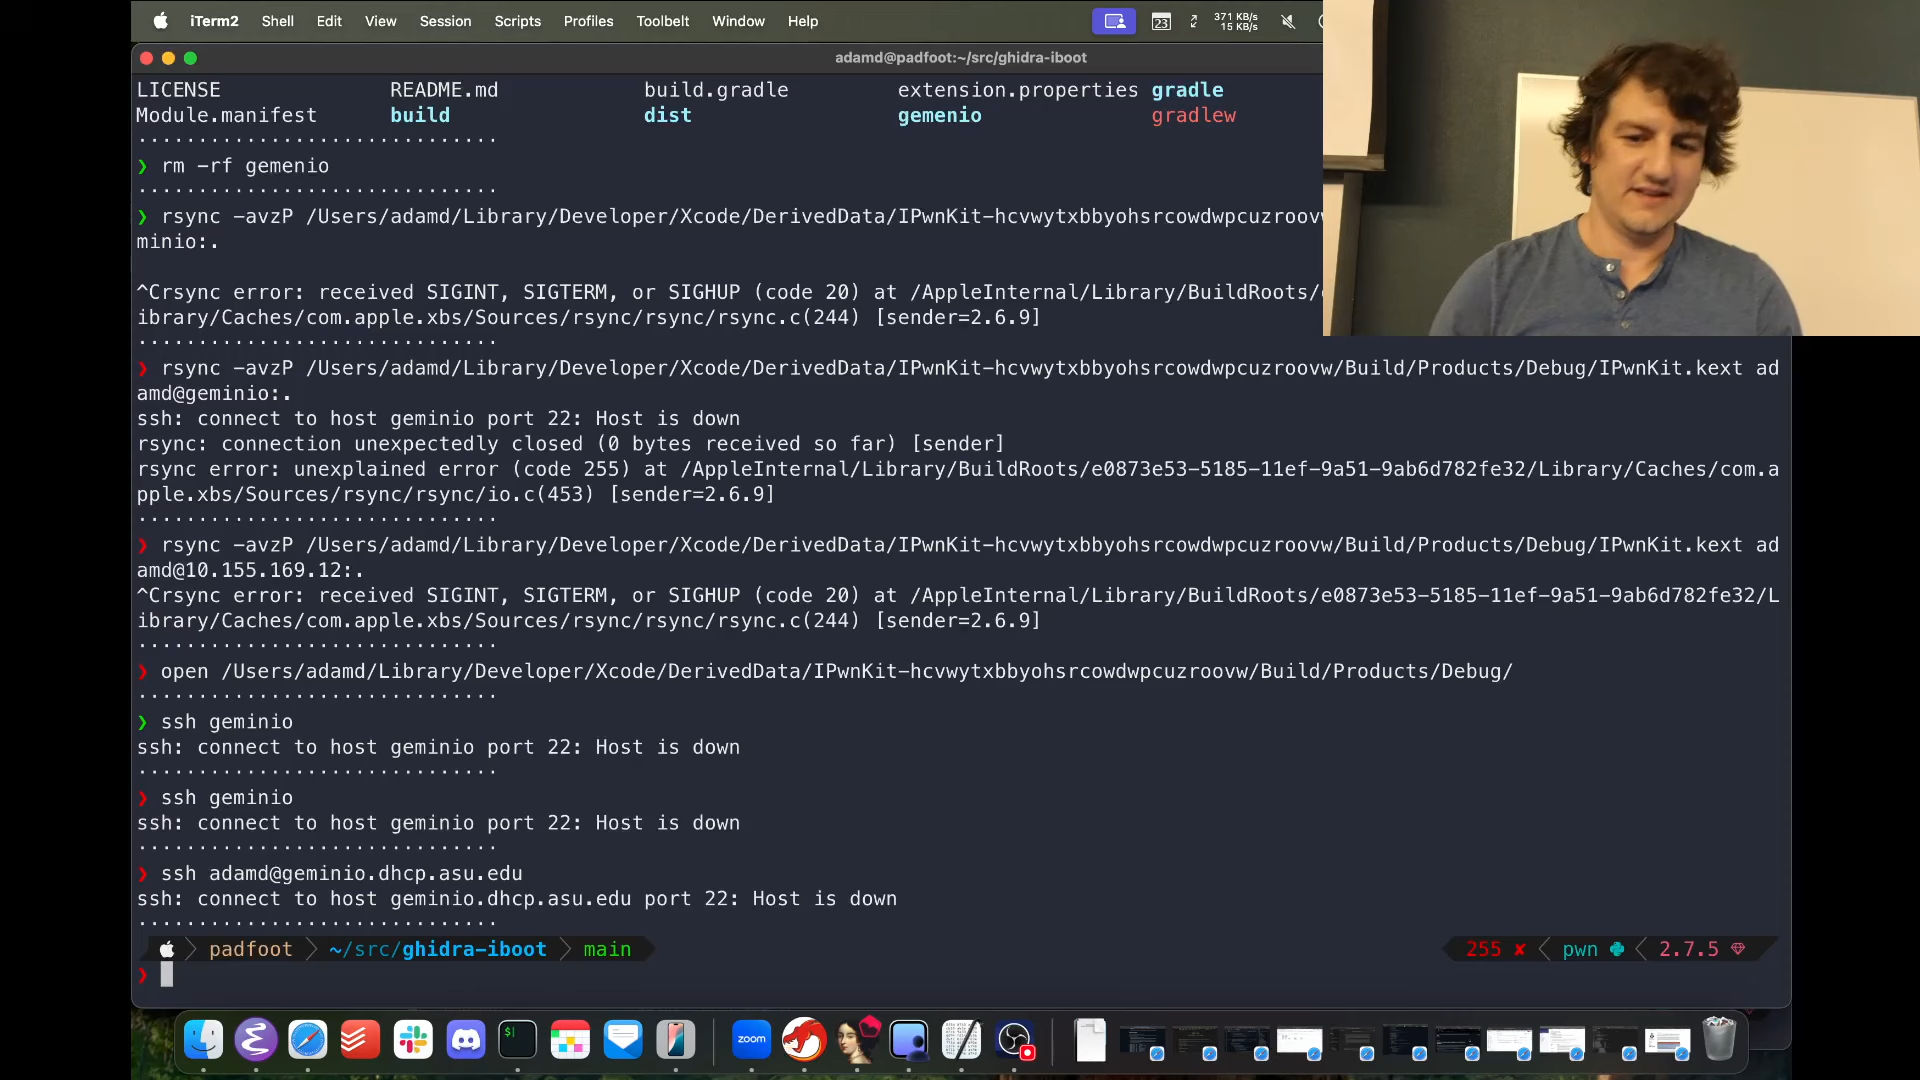 iTerm2 Shell Edit View Session Scripts Profiles Toolbelt Window Help 23 371 KB/s
15 KB/s
adamd@padfoot:~/src/ghidra-iboot
LICENSE README.md build.gradle extension.properties gradle
Module.manifest build dist gemenio gradlew
❯ rm -rf gemenio
❯ rsync -avzP /Users/adamd/Library/Developer/Xcode/DerivedData/IPwnKit-hcvwytxbbyohsrcowdwpcuzroov
minio:.
^Crsync error: received SIGINT, SIGTERM, or SIGHUP (code 20) at /AppleInternal/Library/BuildRoots/
ibrary/Caches/com.apple.xbs/Sources/rsync/rsync/rsync.c(244) [sender=2.6.9]
❯ rsync -avzP /Users/adamd/Library/Developer/Xcode/DerivedData/IPwnKit-hcvwytxbbyohsrcowdwpcuzroovw/Build/Products/Debug/IPwnKit.kext ad
amd@geminio:.
ssh: connect to host geminio port 22: Host is down
rsync: connection unexpectedly closed (0 bytes received so far) [sender]
rsync error: unexplained error (code 255) at /AppleInternal/Library/BuildRoots/e0873e53-5185-11ef-9a51-9ab6d782fe32/Library/Caches/com.a
pple.xbs/Sources/rsync/rsync/io.c(453) [sender=2.6.9]
❯ rsync -avzP /Users/adamd/Library/Developer/Xcode/DerivedData/IPwnKit-hcvwytxbbyohsrcowdwpcuzroovw/Build/Products/Debug/IPwnKit.kext ad
amd@10.155.169.12:.
^Crsync error: received SIGINT, SIGTERM, or SIGHUP (code 20) at /AppleInternal/Library/BuildRoots/e0873e53-5185-11ef-9a51-9ab6d782fe32/L
ibrary/Caches/com.apple.xbs/Sources/rsync/rsync/rsync.c(244) [sender=2.6.9]
❯ open /Users/adamd/Library/Developer/Xcode/DerivedData/IPwnKit-hcvwytxbbyohsrcowdwpcuzroovw/Build/Products/Debug/
❯ ssh geminio
ssh: connect to host geminio port 22: Host is down
❯ ssh geminio
ssh: connect to host geminio port 22: Host is down
❯ ssh adamd@geminio.dhcp.asu.edu
ssh: connect to host geminio.dhcp.asu.edu port 22: Host is down
padfoot ~/src/ghidra-iboot main 255 ✘ pwn 2.7.5
❯
zoom